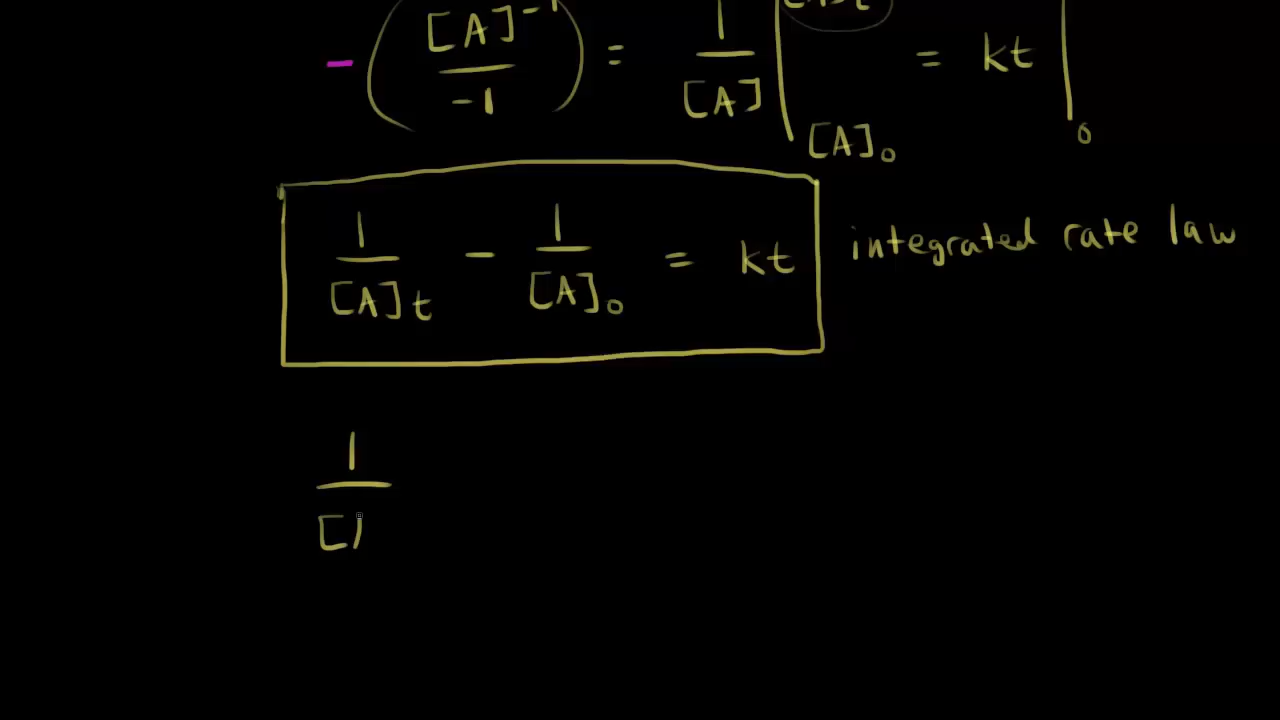 - ([A]⁻¹ / -1) = 1/[A] |[A]₀ = kt |₀
1/[A]t - 1/[A]₀ = kt integrated rate law
1/[